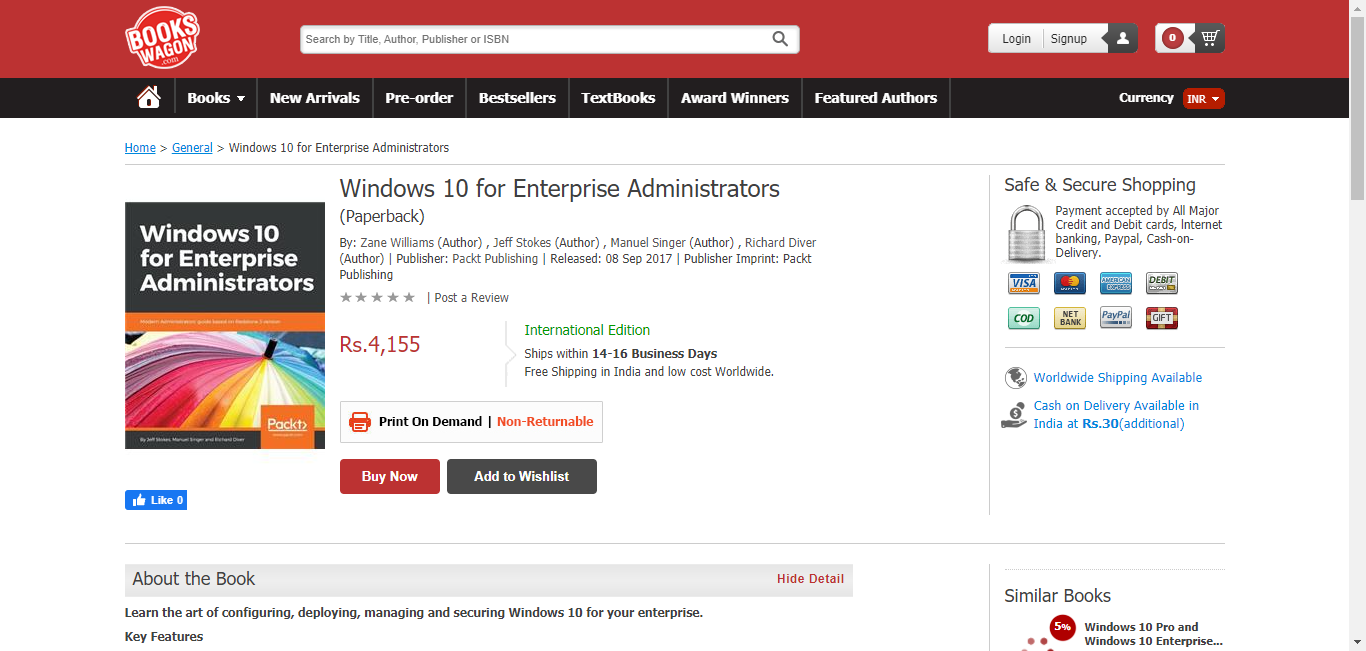 BOOKS
WAGON
.com
Search by Title, Author, Publisher or ISBN
Login Signup
0
Books New Arrivals Pre-order Bestsellers TextBooks Award Winners Featured Authors Currency INR
Home > General > Windows 10 for Enterprise Administrators
Windows 10
for Enterprise
Administrators
Modern Administrators' guide based on Redstone 3 version
Packt>
By Jeff Stokes, Manuel Singer and Richard Diver
Like 0
Windows 10 for Enterprise Administrators
(Paperback)
By: Zane Williams (Author) , Jeff Stokes (Author) , Manuel Singer (Author) , Richard Diver
(Author) | Publisher: Packt Publishing | Released: 08 Sep 2017 | Publisher Imprint: Packt
Publishing
| Post a Review
Rs.4,155
International Edition
Ships within 14-16 Business Days
Free Shipping in India and low cost Worldwide.
Print On Demand | Non-Returnable
Buy Now Add to Wishlist
Safe & Secure Shopping
Payment accepted by All Major
Credit and Debit cards, Internet
banking, Paypal, Cash-on-
Delivery.
VISA MasterCard AMERICAN EXPRESS DEBIT
COD NET BANK PayPal GIFT
Worldwide Shipping Available
Cash on Delivery Available in
India at Rs.30(additional)
About the Book Hide Detail
Learn the art of configuring, deploying, managing and securing Windows 10 for your enterprise.
Key Features
Similar Books
5%
Windows 10 Pro and
Windows 10 Enterprise...